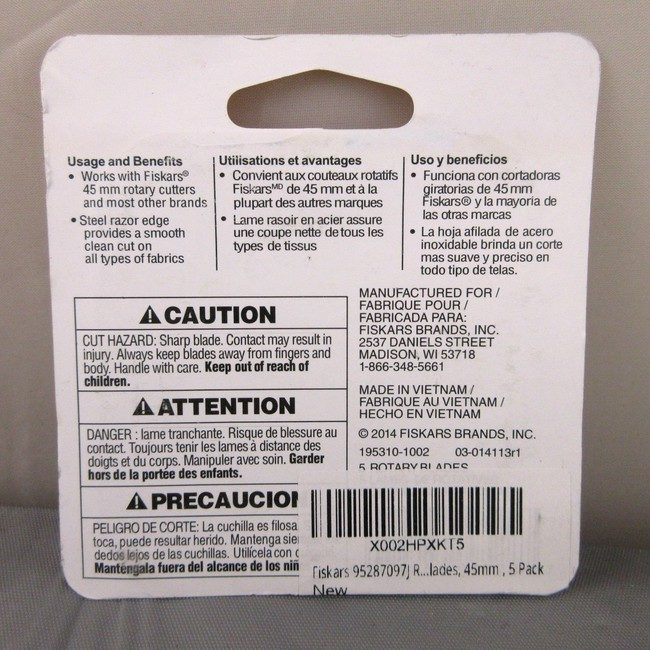 Usage and Benefits
• Works with Fiskars®
45 mm rotary cutters
and most other brands
• Steel razor edge
provides a smooth
clean cut on
all types of fabrics
Utilisations et avantages
• Convient aux couteaux rotatifs
Fiskars MD de 45 mm et à la
plupart des autres marques
• Lame rasoir en acier assure
une coupe nette de tous les
types de tissus
Uso y beneficios
• Funciona con cortadoras
giratorias de 45 mm
Fiskars® y la mayoría de
las otras marcas
• La hoja afilada de acero
inoxidable brinda un corte
mas suave y preciso en
todo tipo de telas.
⚠CAUTION
CUT HAZARD: Sharp blade. Contact may result in
injury. Always keep blades away from fingers and
body. Handle with care. Keep out of reach of
children.
⚠ATTENTION
DANGER : lame tranchante. Risque de blessure au
contact. Toujours tenir les lames à distance des
doigts et du corps. Manipuler avec soin. Garder
hors de la portée des enfants.
⚠PRECAUCION
PELIGRO DE CORTE: La cuchilla es filosa
toca, puede resultar herido. Mantenga
dedos lejos de las cuchillas. Utilícela con
Manténgala fuera del alcance de los
MANUFACTURED FOR /
FABRIQUE POUR /
FABRICADA PARA:
FISKARS BRANDS, INC.
2537 DANIELS STREET
MADISON, WI 53718
1-866-348-5661
MADE IN VIETNAM /
FABRIQUE AU VIETNAM /
HECHO EN VIETNAM
© 2014 FISKARS BRANDS, INC.
195310-1002 03-014113r1
5 ROTARY BLADES
X002HPXKT5
Fiskars 95287097J R...lades, 45mm , 5 Pack
New